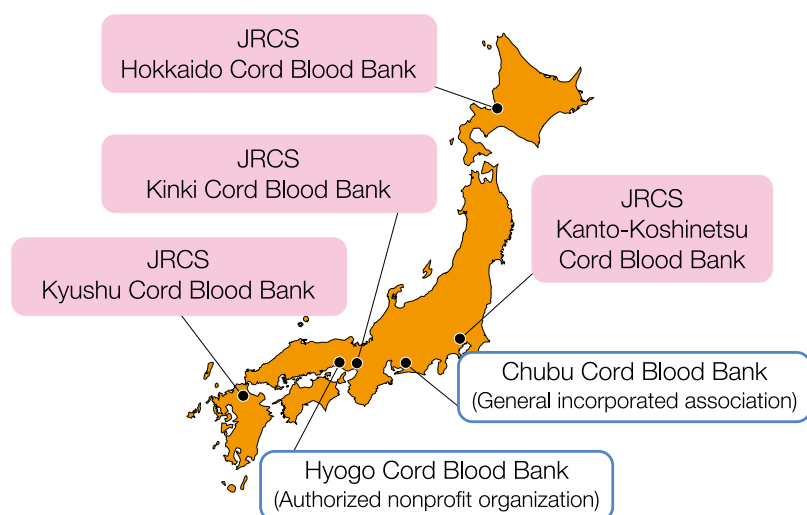 JRCS
Hokkaido Cord Blood Bank
JRCS
Kinki Cord Blood Bank
JRCS
Kanto-Koshinetsu
Cord Blood Bank
JRCS
Kyushu Cord Blood Bank
Chubu Cord Blood Bank
(General incorporated association)
Hyogo Cord Blood Bank
(Authorized nonprofit organization)